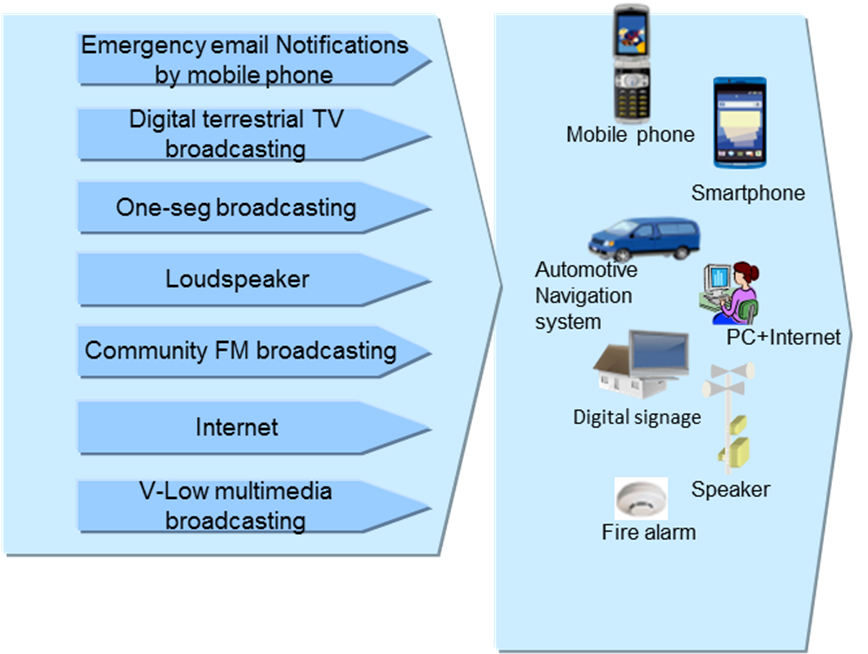 Emergency email Notifications
by mobile phone
Digital terrestrial TV
broadcasting
One-seg broadcasting
Loudspeaker
Community FM broadcasting
Internet
V-Low multimedia
broadcasting
Mobile phone
Smartphone
Automotive
Navigation
system
PC+Internet
Digital signage
Speaker
Fire alarm